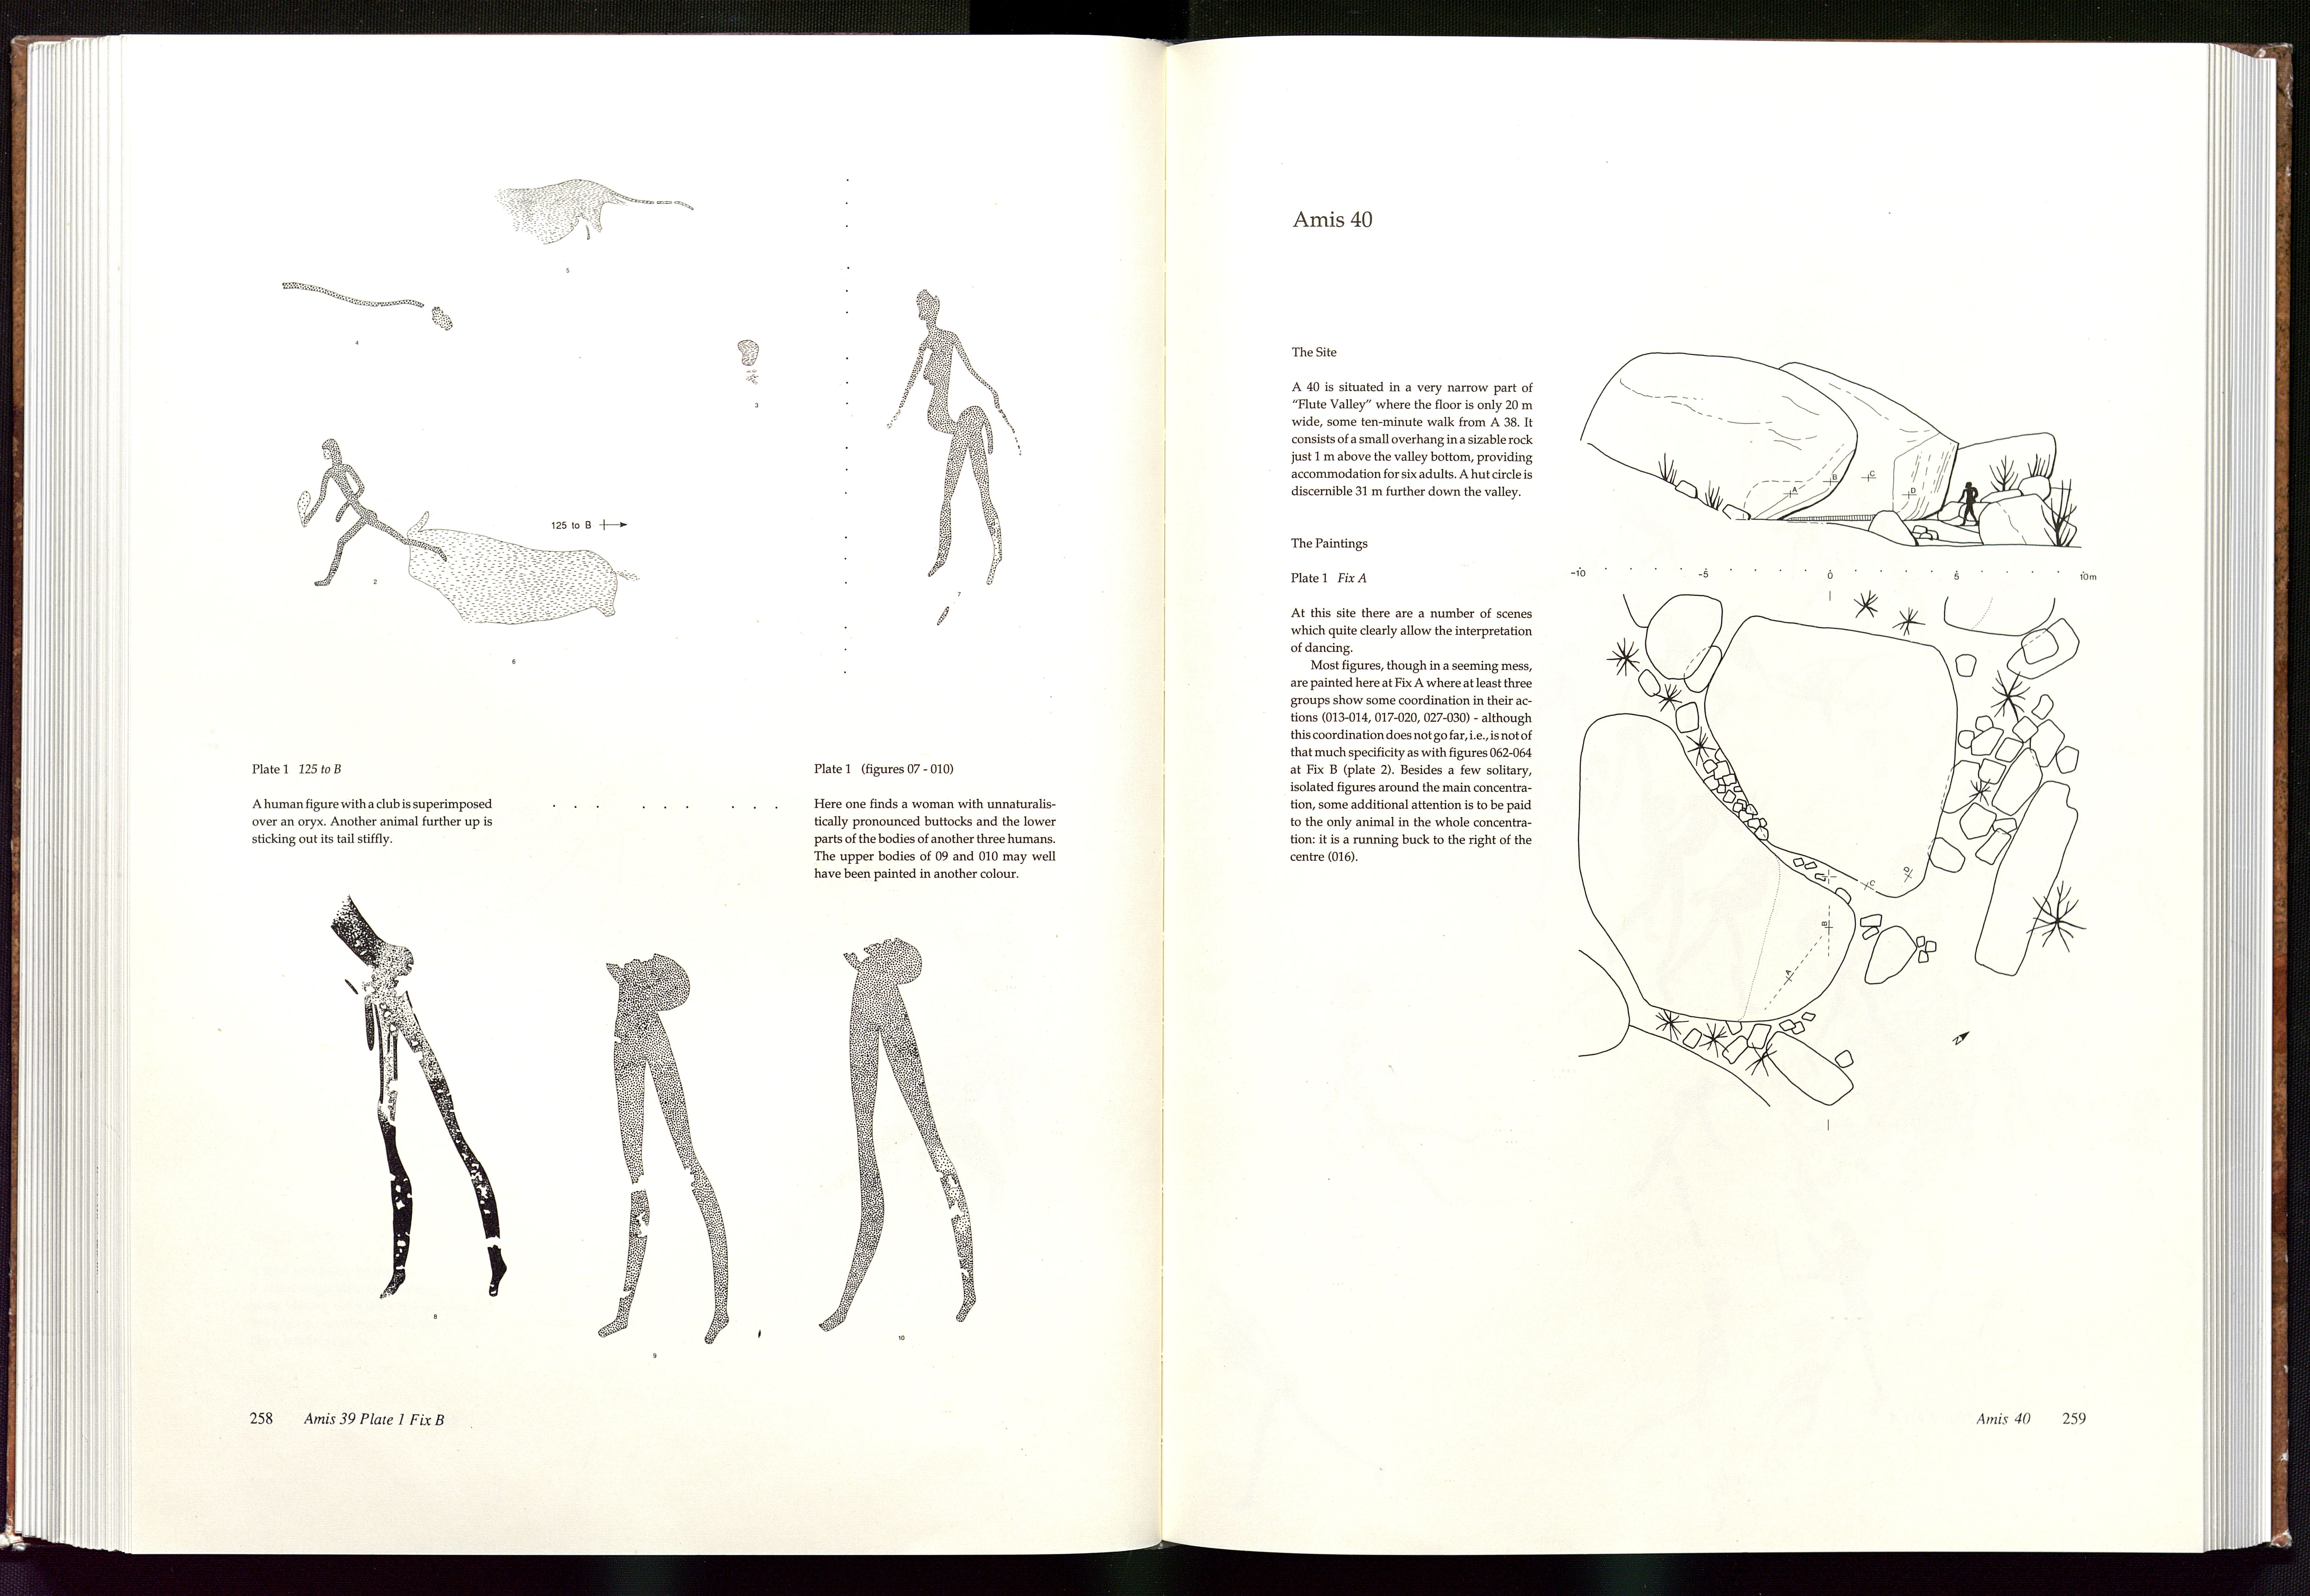 5
4
3
125 to B
2
7
6
Plate 1 125 to B
A human figure with a club is superimposed
over an oryx. Another animal further up is
sticking out its tail stiffly.
Plate 1 (figures 07 - 010)
Here one finds a woman with unnaturalis-
tically pronounced buttocks and the lower
parts of the bodies of another three humans.
The upper bodies of 09 and 010 may well
have been painted in another colour.
8
9
10
258 Amis 39 Plate 1 Fix B
Amis 40
The Site
A 40 is situated in a very narrow part of
“Flute Valley” where the floor is only 20 m
wide, some ten-minute walk from A 38. It
consists of a small overhang in a sizable rock
just 1 m above the valley bottom, providing
accommodation for six adults. A hut circle is
discernible 31 m further down the valley.
The Paintings
Plate 1 Fix A
At this site there are a number of scenes
which quite clearly allow the interpretation
of dancing.
Most figures, though in a seeming mess,
are painted here at Fix A where at least three
groups show some coordination in their ac-
tions (013-014, 017-020, 027-030) - although
this coordination does not go far, i.e., is not of
that much specificity as with figures 062-064
at Fix B (plate 2). Besides a few solitary,
isolated figures around the main concentra-
tion, some additional attention is to be paid
to the only animal in the whole concentra-
tion: it is a running buck to the right of the
centre (016).
A B C D
-10 -5 0 5 10m
C D
B
A
N
Amis 40 259